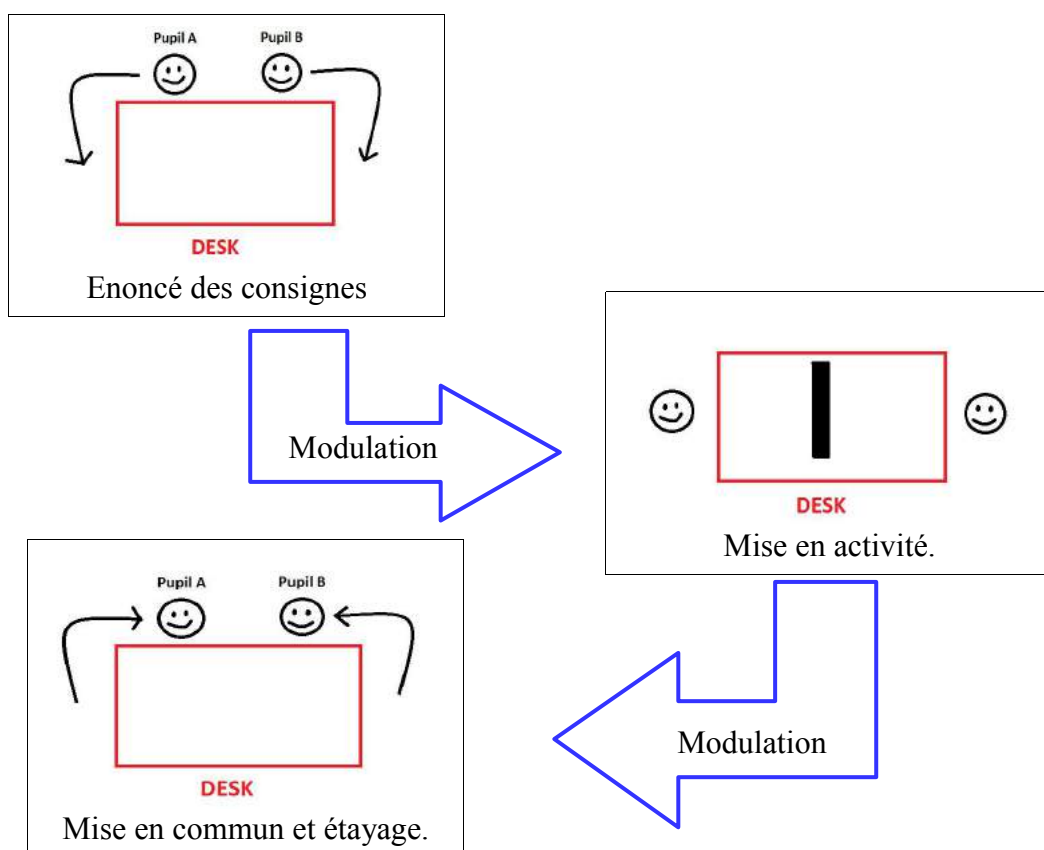 Pupil A Pupil B
DESK
Enoncé des consignes
Modulation
DESK
Mise en activité.
Pupil A Pupil B
DESK
Mise en commun et étayage.
Modulation